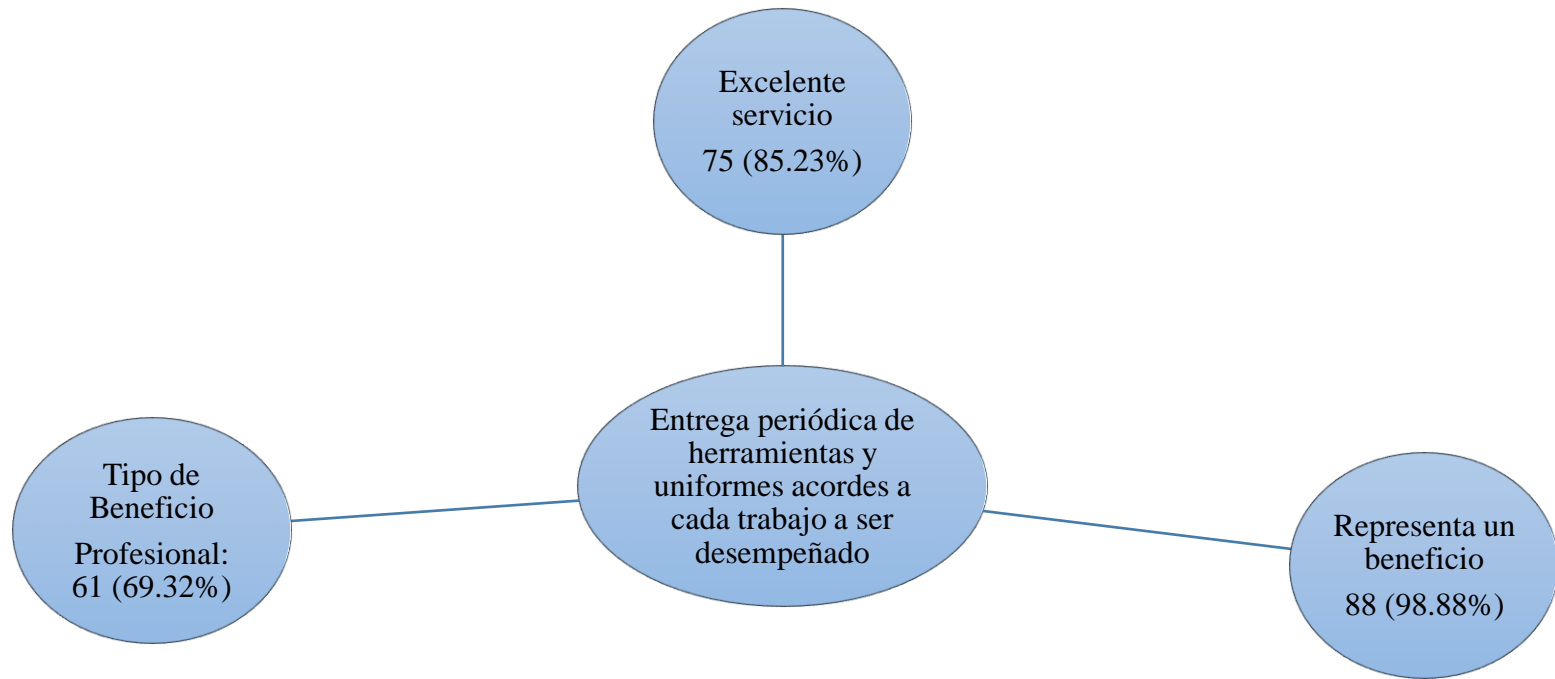 Excelente
servicio
75 (85.23%)
Entrega periódica de
herramientas y
uniformes acordes a
cada trabajo a ser
desempeñado
Tipo de
Beneficio
Profesional:
61 (69.32%)
Representa un
beneficio
88 (98.88%)